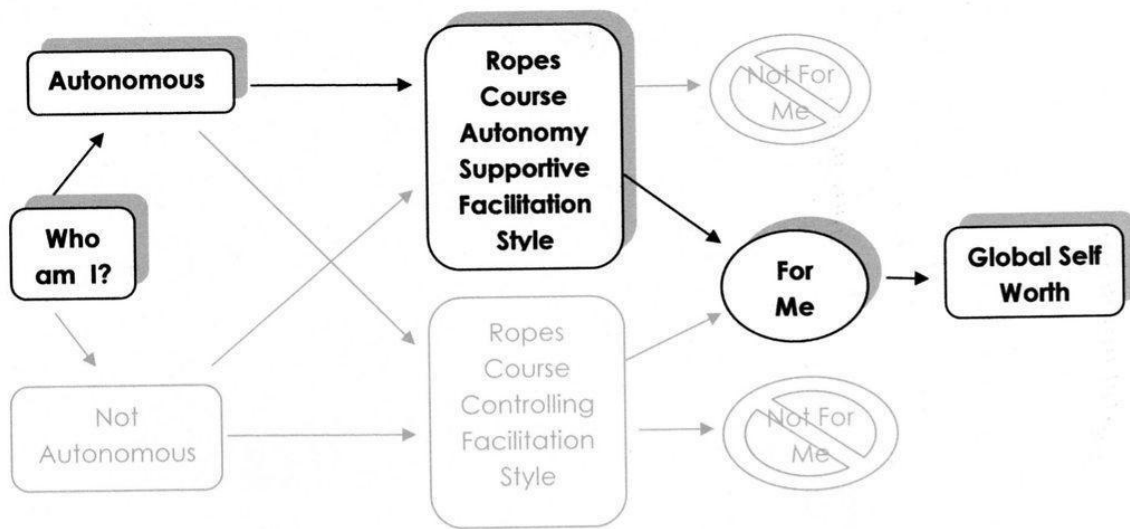 Autonomous
Who
am I?
Not
Autonomous
Ropes
Course
Autonomy
Supportive
Facilitation
Style
Ropes
Course
Controlling
Facilitation
Style
Not For
Me
For
Me
Not For
Me
Global Self
Worth